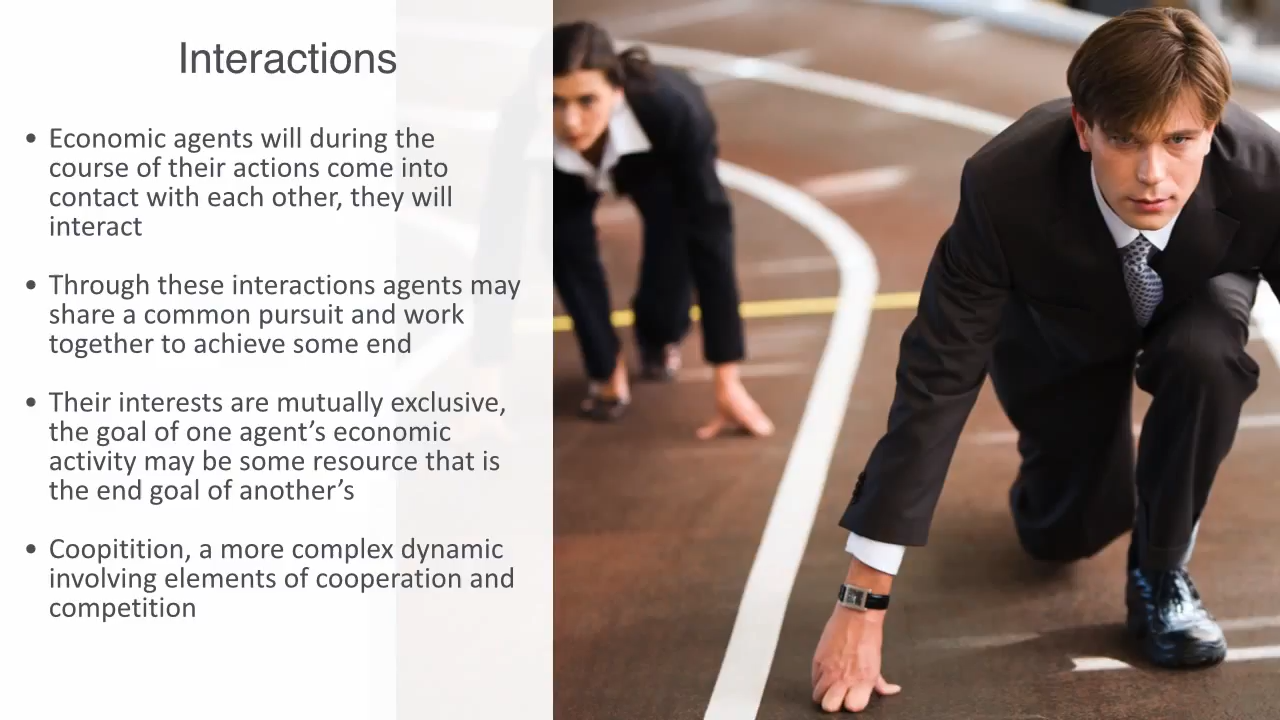 Interactions
• Economic agents will during the
course of their actions come into
contact with each other, they will
interact
• Through these interactions agents may
share a common pursuit and work
together to achieve some end
• Their interests are mutually exclusive,
the goal of one agent’s economic
activity may be some resource that is
the end goal of another’s
• Coopitition, a more complex dynamic
involving elements of cooperation and
competition